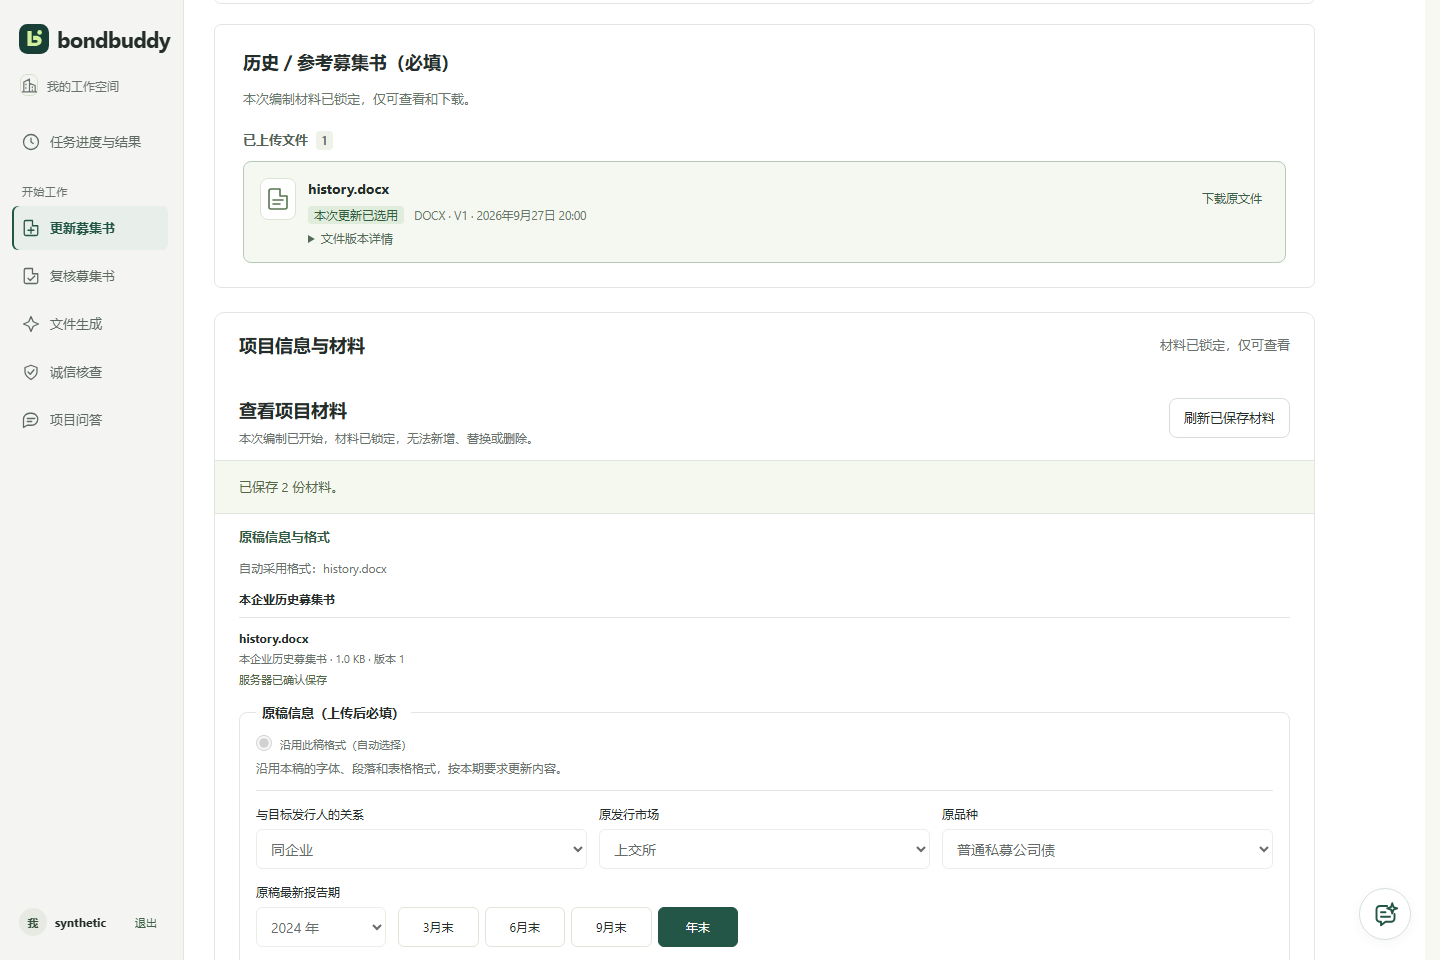 bondbuddy
我的工作空间
任务进度与结果
开始工作
更新募集书
复核募集书
文件生成
诚信核查
项目问答
我 synthetic 退出
历史 / 参考募集书（必填）
本次编制材料已锁定，仅可查看和下载。
已上传文件 1
history.docx
本次更新已选用 DOCX · V1 · 2026年9月27日 20:00
▶ 文件版本详情
下载原文件
项目信息与材料
材料已锁定，仅可查看
查看项目材料
本次编制已开始，材料已锁定，无法新增、替换或删除。
刷新已保存材料
已保存 2 份材料。
原稿信息与格式
自动采用格式：history.docx
本企业历史募集书
history.docx
本企业历史募集书 · 1.0 KB · 版本 1
服务器已确认保存
原稿信息（上传后必填）
沿用此稿格式（自动选择）
沿用本稿的字体、段落和表格格式，按本期要求更新内容。
与目标发行人的关系 原发行市场 原品种
同企业 上交所 普通私募公司债
原稿最新报告期
2024 年 3月末 6月末 9月末 年末